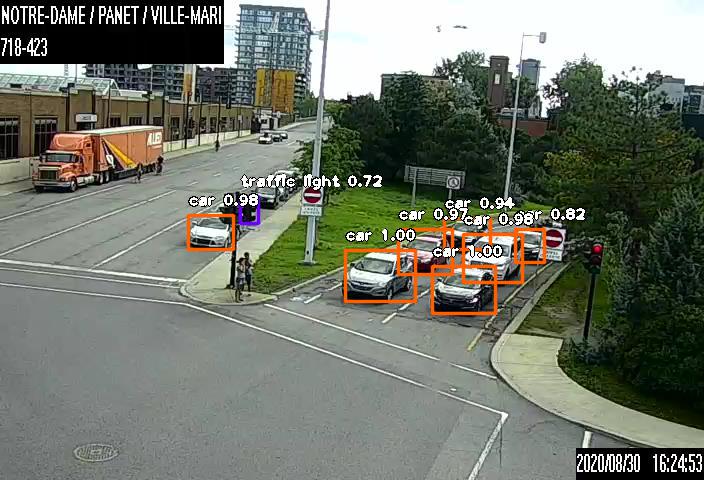 NOTRE-DAME / PANET / VILLE-MARI
718-423
ALLIED
traffic light 0.72
car 0.98
car 0.94
car 0.97
car 0.98
car 0.82
car 1.00
car 1.00
2020/08/30 16:24:53